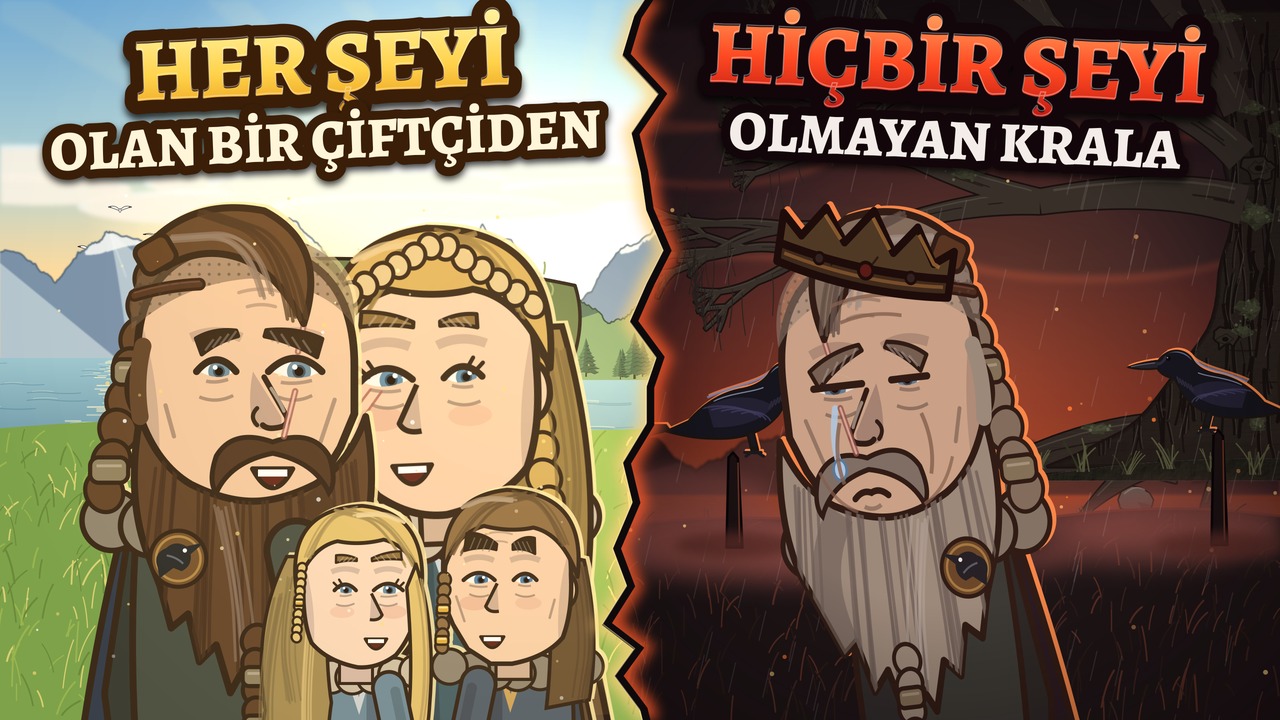 HER ŞEYİ
OLAN BİR ÇİFTÇİDEN
HİÇBİR ŞEYİ
OLMAYAN KRALA